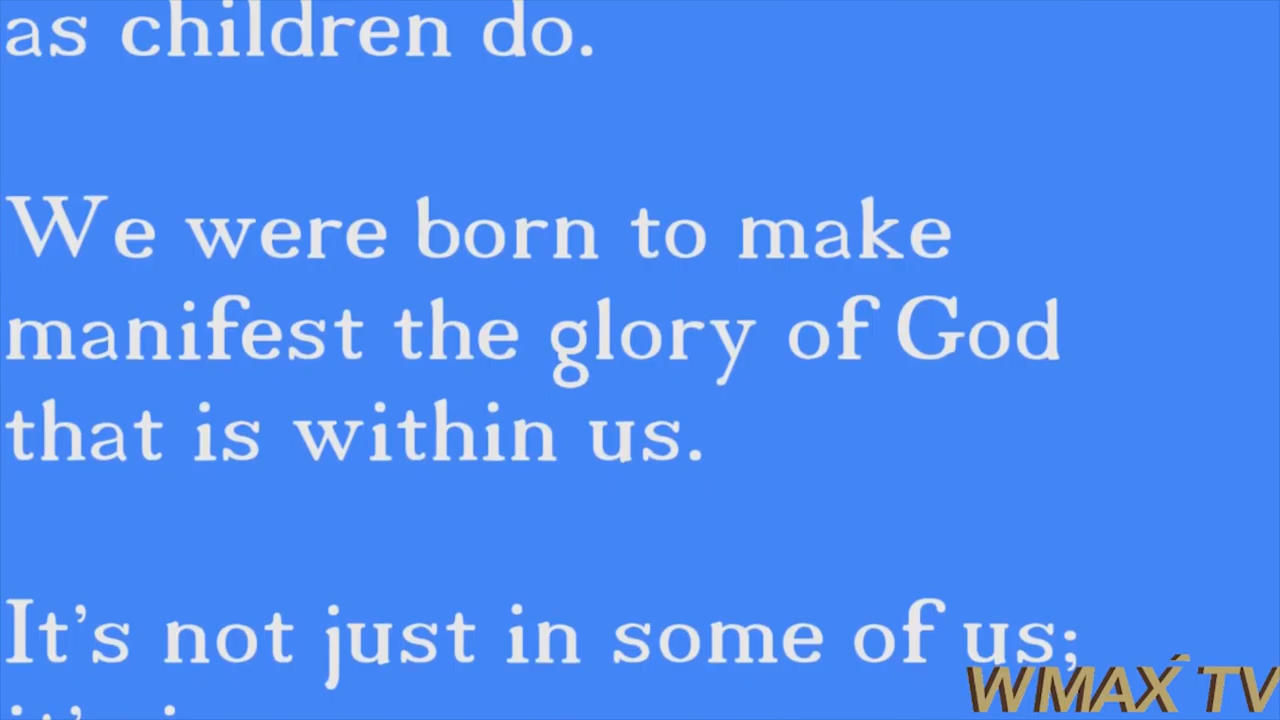 as children do.
We were born to make
manifest the glory of God
that is within us.
It's not just in some of us;
WMAX TV